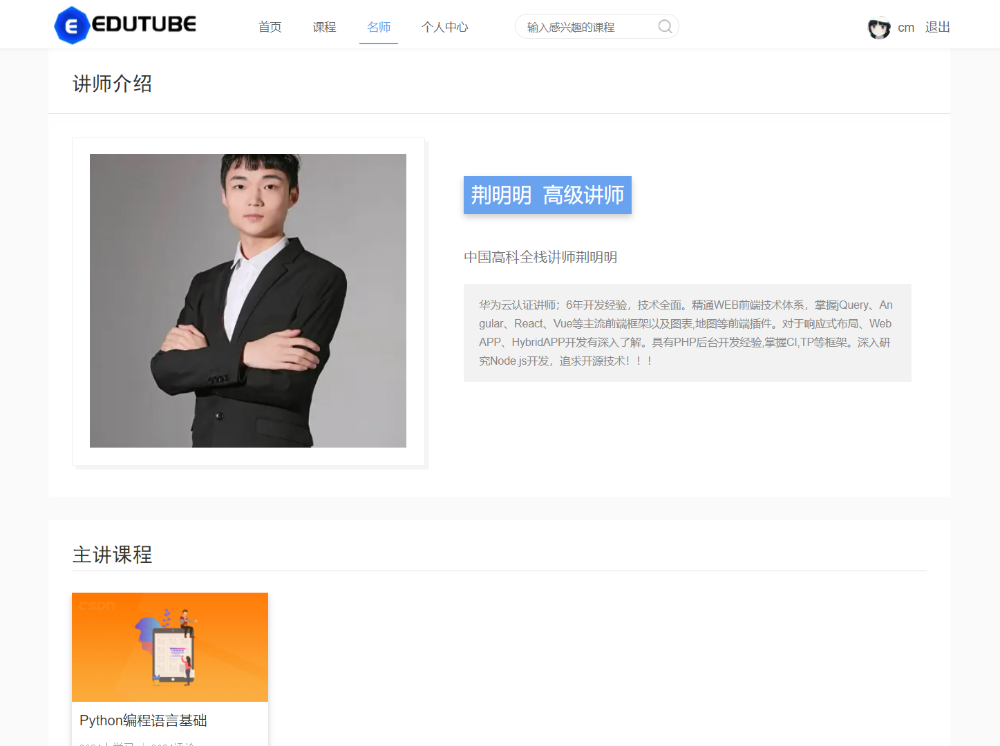 EDUTUBE
首页 课程 名师 个人中心 输入感兴趣的课程 cm 退出
讲师介绍
荆明明 高级讲师
中国高科全栈讲师荆明明
华为云认证讲师；6年开发经验，技术全面。精通WEB前端技术体系，掌握jQuery、An
gular、React、Vue等主流前端框架以及图表,地图等前端插件。对于响应式布局、Web
APP、HybridAPP开发有深入了解。具有PHP后台开发经验,掌握CI,TP等框架。深入研
究Node.js开发，追求开源技术！！！
主讲课程
CSDN
Python编程语言基础